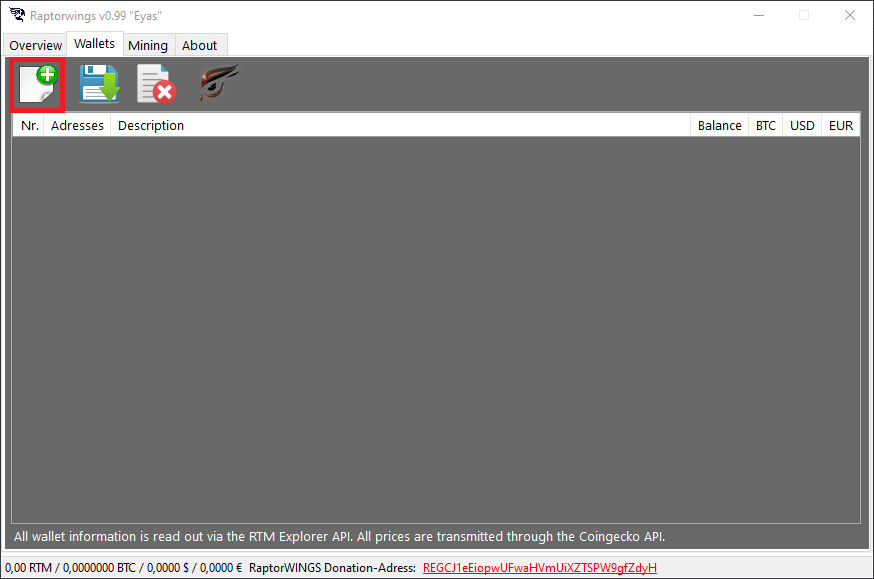 Raptorwings v0.99 "Eyas"
Overview Wallets Mining About
Nr. Adresses Description Balance BTC USD EUR
All wallet information is read out via the RTM Explorer API. All prices are transmitted through the Coingecko API.
0,00 RTM / 0,0000000 BTC / 0,0000 $ / 0,0000 € RaptorWINGS Donation-Adress: REGCJ1eEiopwUFwaHVmUiXZTSPW9gfZdyH